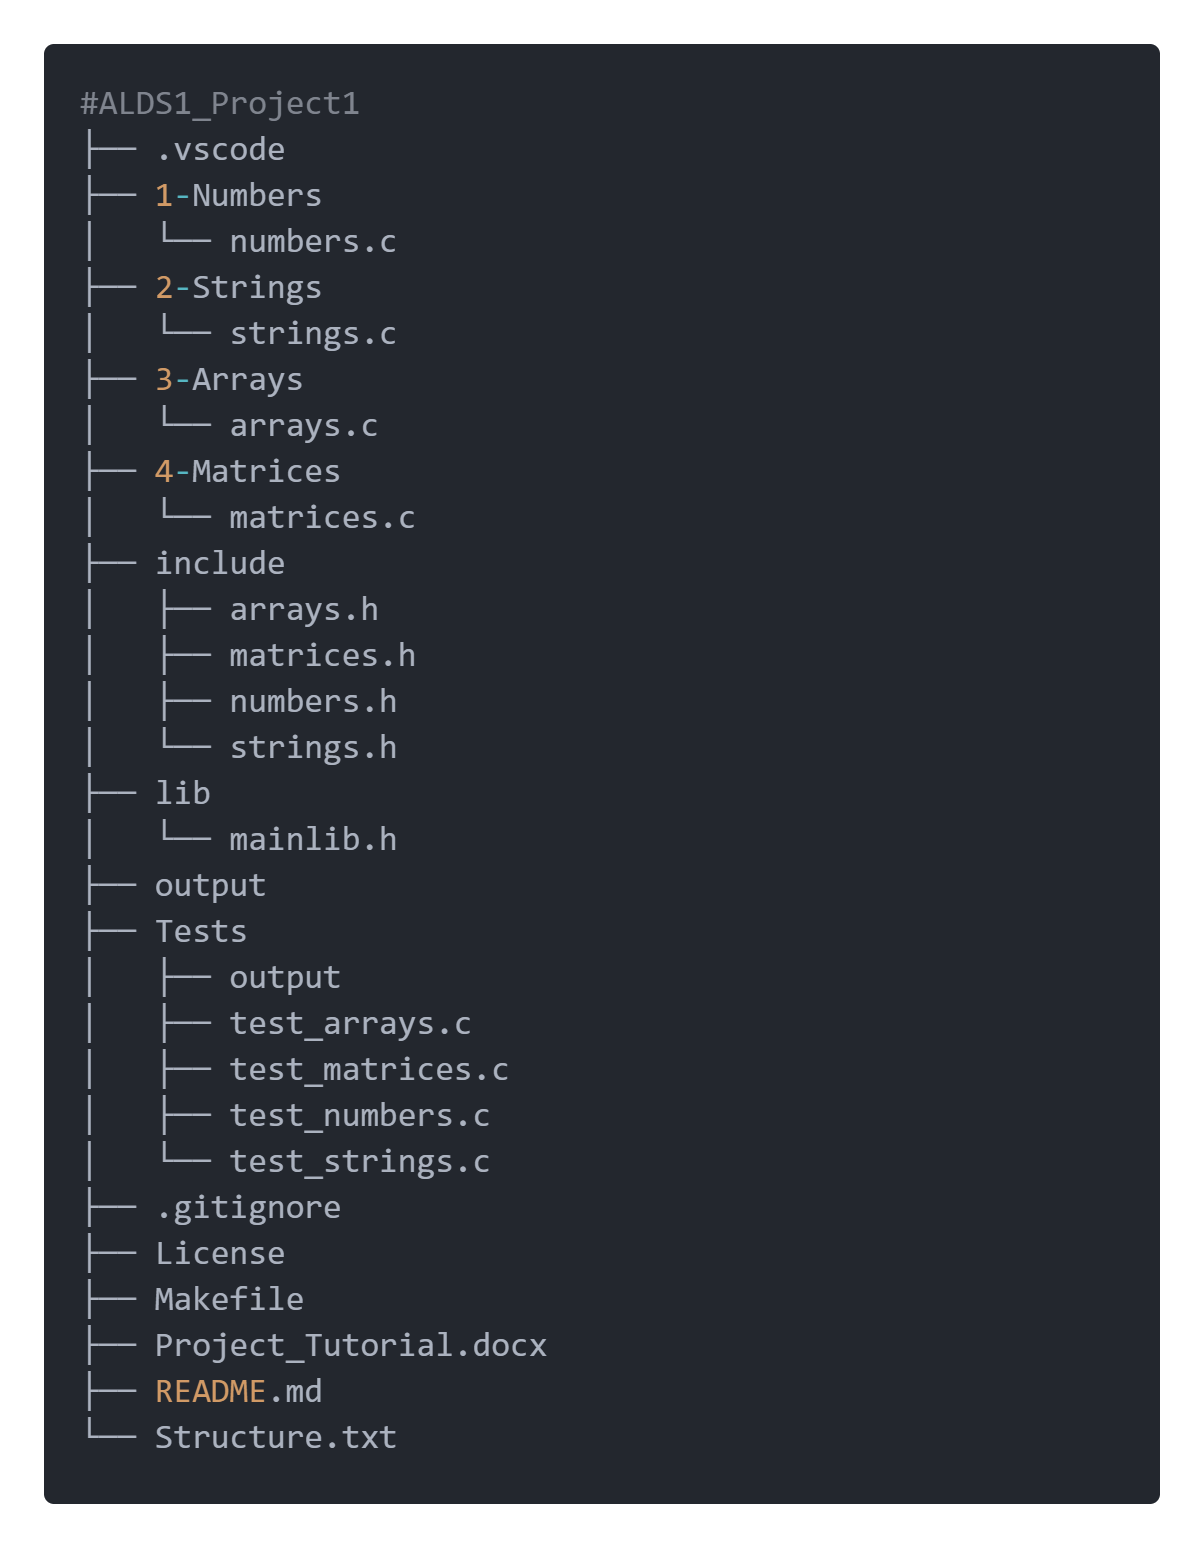 #ALDS1_Project1
├── .vscode
├── 1-Numbers
│   └── numbers.c
├── 2-Strings
│   └── strings.c
├── 3-Arrays
│   └── arrays.c
├── 4-Matrices
│   └── matrices.c
├── include
│   ├── arrays.h
│   ├── matrices.h
│   ├── numbers.h
│   └── strings.h
├── lib
│   └── mainlib.h
├── output
├── Tests
│   ├── output
│   ├── test_arrays.c
│   ├── test_matrices.c
│   ├── test_numbers.c
│   └── test_strings.c
├── .gitignore
├── License
├── Makefile
├── Project_Tutorial.docx
├── README.md
└── Structure.txt